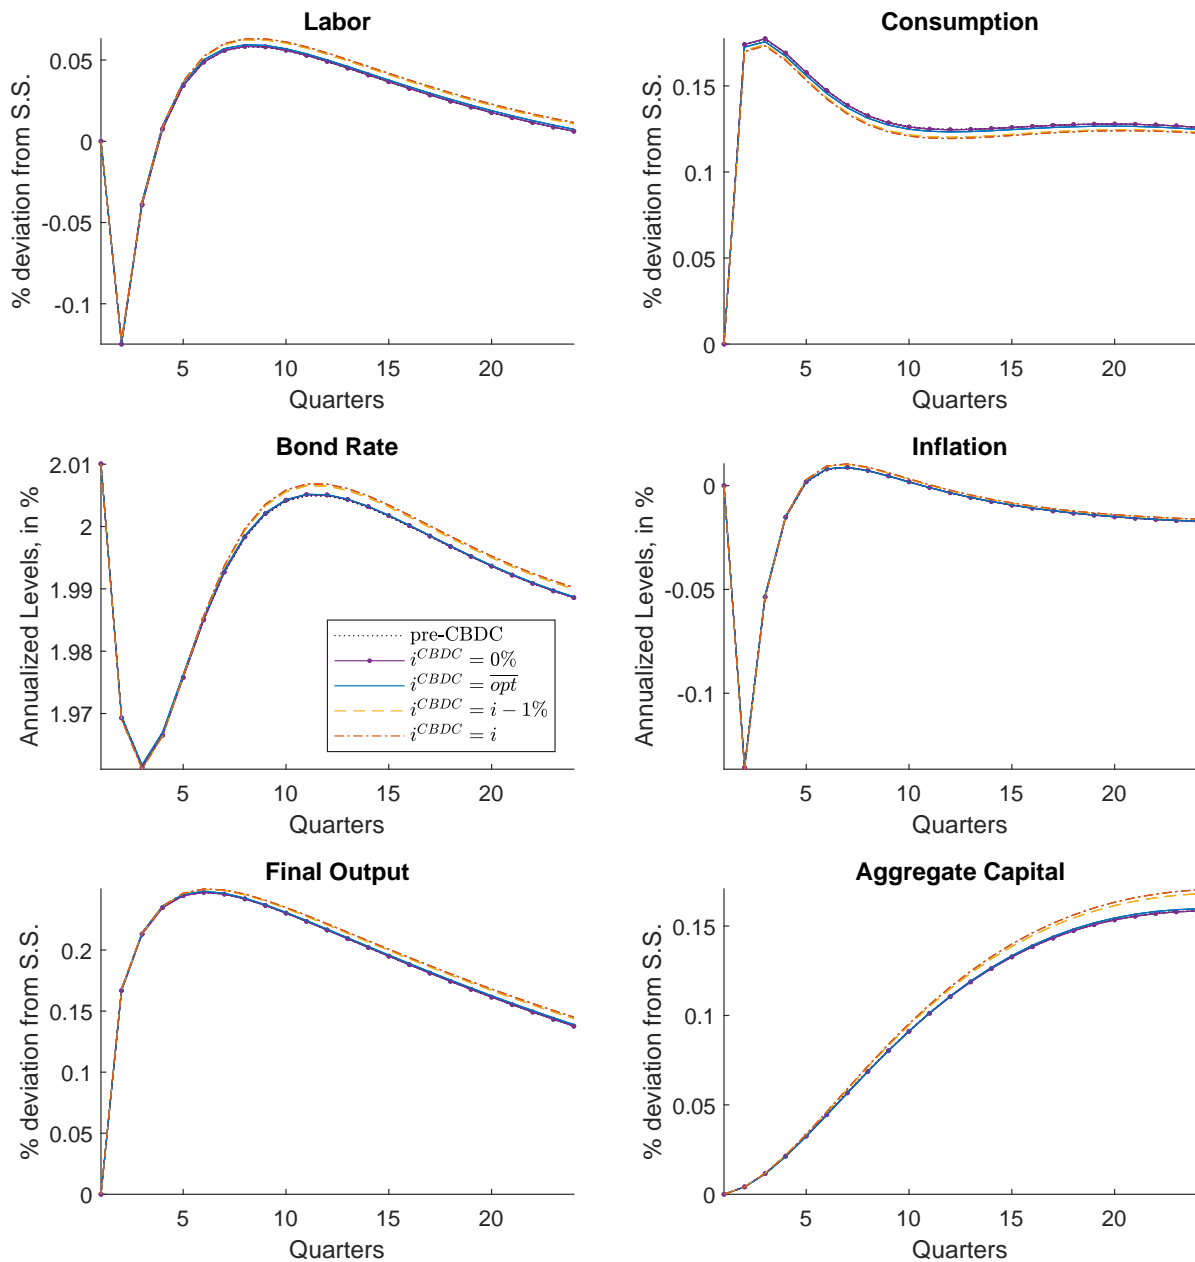 Labor
% deviation from S.S.
0.05
0
-0.05
-0.1
5
10
15
20
Quarters
Consumption
% deviation from S.S.
0.15
0.1
0.05
0
5
10
15
20
Quarters
Bond Rate
Annualized Levels, in %
2.01
2
1.99
1.98
1.97
5
10
15
20
Quarters
pre-CBDC
i^{CBDC} = 0%
i^{CBDC} = \overline{opt}
i^{CBDC} = i − 1%
i^{CBDC} = i
Inflation
Annualized Levels, in %
0
-0.05
-0.1
5
10
15
20
Quarters
Final Output
% deviation from S.S.
0.2
0.15
0.1
0.05
0
5
10
15
20
Quarters
Aggregate Capital
% deviation from S.S.
0.15
0.1
0.05
0
5
10
15
20
Quarters